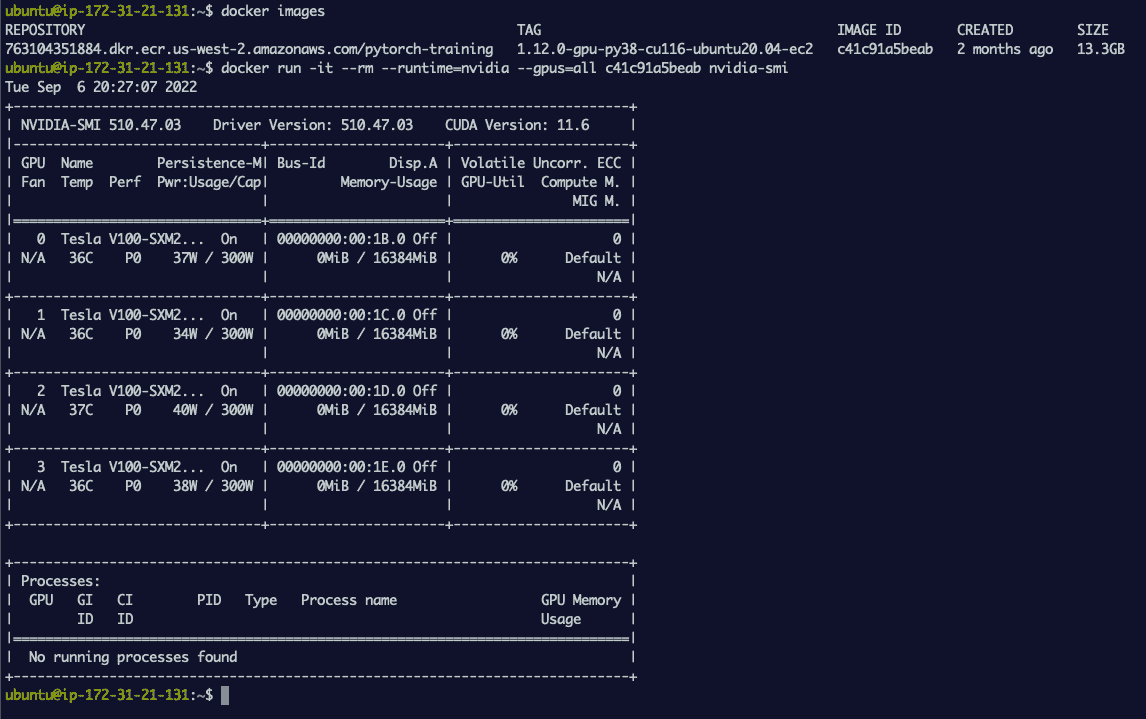 ubuntu@ip-172-31-21-131:~$ docker images
REPOSITORY                                                      TAG                                     IMAGE ID       CREATED        SIZE
763104351884.dkr.ecr.us-west-2.amazonaws.com/pytorch-training   1.12.0-gpu-py38-cu116-ubuntu20.04-ec2   c41c91a5beab   2 months ago   13.3GB
ubuntu@ip-172-31-21-131:~$ docker run -it --rm --runtime=nvidia --gpus=all c41c91a5beab nvidia-smi
Tue Sep  6 20:27:07 2022
+-----------------------------------------------------------------------------+
| NVIDIA-SMI 510.47.03    Driver Version: 510.47.03    CUDA Version: 11.6     |
|-------------------------------+----------------------+----------------------+
| GPU  Name        Persistence-M| Bus-Id        Disp.A | Volatile Uncorr. ECC |
| Fan  Temp  Perf  Pwr:Usage/Cap|         Memory-Usage | GPU-Util  Compute M. |
|                               |                      |               MIG M. |
|===============================+======================+======================|
|   0  Tesla V100-SXM2...  On   | 00000000:00:1B.0 Off |                    0 |
| N/A   36C    P0    37W / 300W |      0MiB / 16384MiB |      0%      Default |
|                               |                      |                  N/A |
+-------------------------------+----------------------+----------------------+
|   1  Tesla V100-SXM2...  On   | 00000000:00:1C.0 Off |                    0 |
| N/A   36C    P0    34W / 300W |      0MiB / 16384MiB |      0%      Default |
|                               |                      |                  N/A |
+-------------------------------+----------------------+----------------------+
|   2  Tesla V100-SXM2...  On   | 00000000:00:1D.0 Off |                    0 |
| N/A   37C    P0    40W / 300W |      0MiB / 16384MiB |      0%      Default |
|                               |                      |                  N/A |
+-------------------------------+----------------------+----------------------+
|   3  Tesla V100-SXM2...  On   | 00000000:00:1E.0 Off |                    0 |
| N/A   36C    P0    38W / 300W |      0MiB / 16384MiB |      0%      Default |
|                               |                      |                  N/A |
+-------------------------------+----------------------+----------------------+

+-----------------------------------------------------------------------------+
| Processes:                                                                  |
|  GPU   GI   CI        PID   Type   Process name                  GPU Memory |
|        ID   ID                                                   Usage      |
|=============================================================================|
|  No running processes found                                                 |
+-----------------------------------------------------------------------------+
ubuntu@ip-172-31-21-131:~$